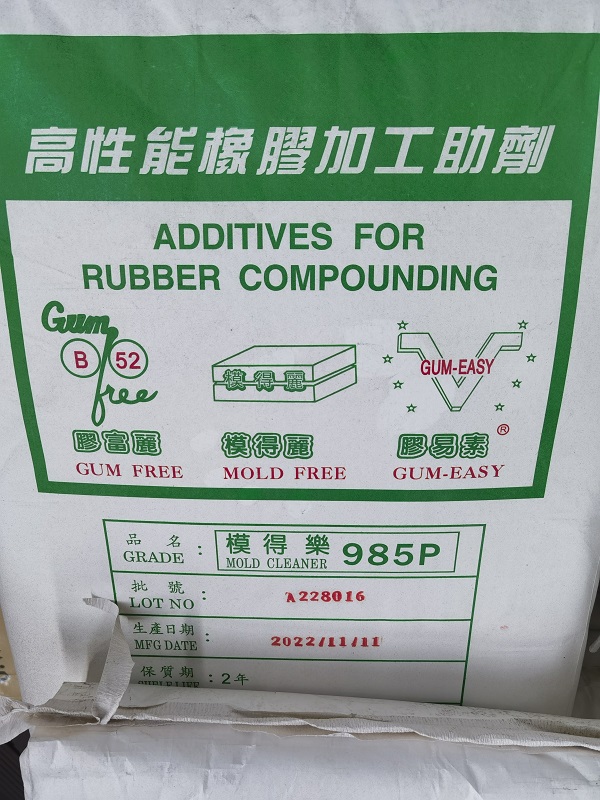 高性能橡膠加工助劑
ADDITIVES FOR
RUBBER COMPOUNDING
Gum
B 52
free
模得麗
GUM-EASY
膠富麗
GUM FREE
模得麗
MOLD FREE
膠易素®
GUM-EASY
品名
GRADE : 模得樂 MOLD CLEANER 985P
批號
LOT NO : A228016
生產日期
MFG DATE : 2022/11/11
保質期 : 2年